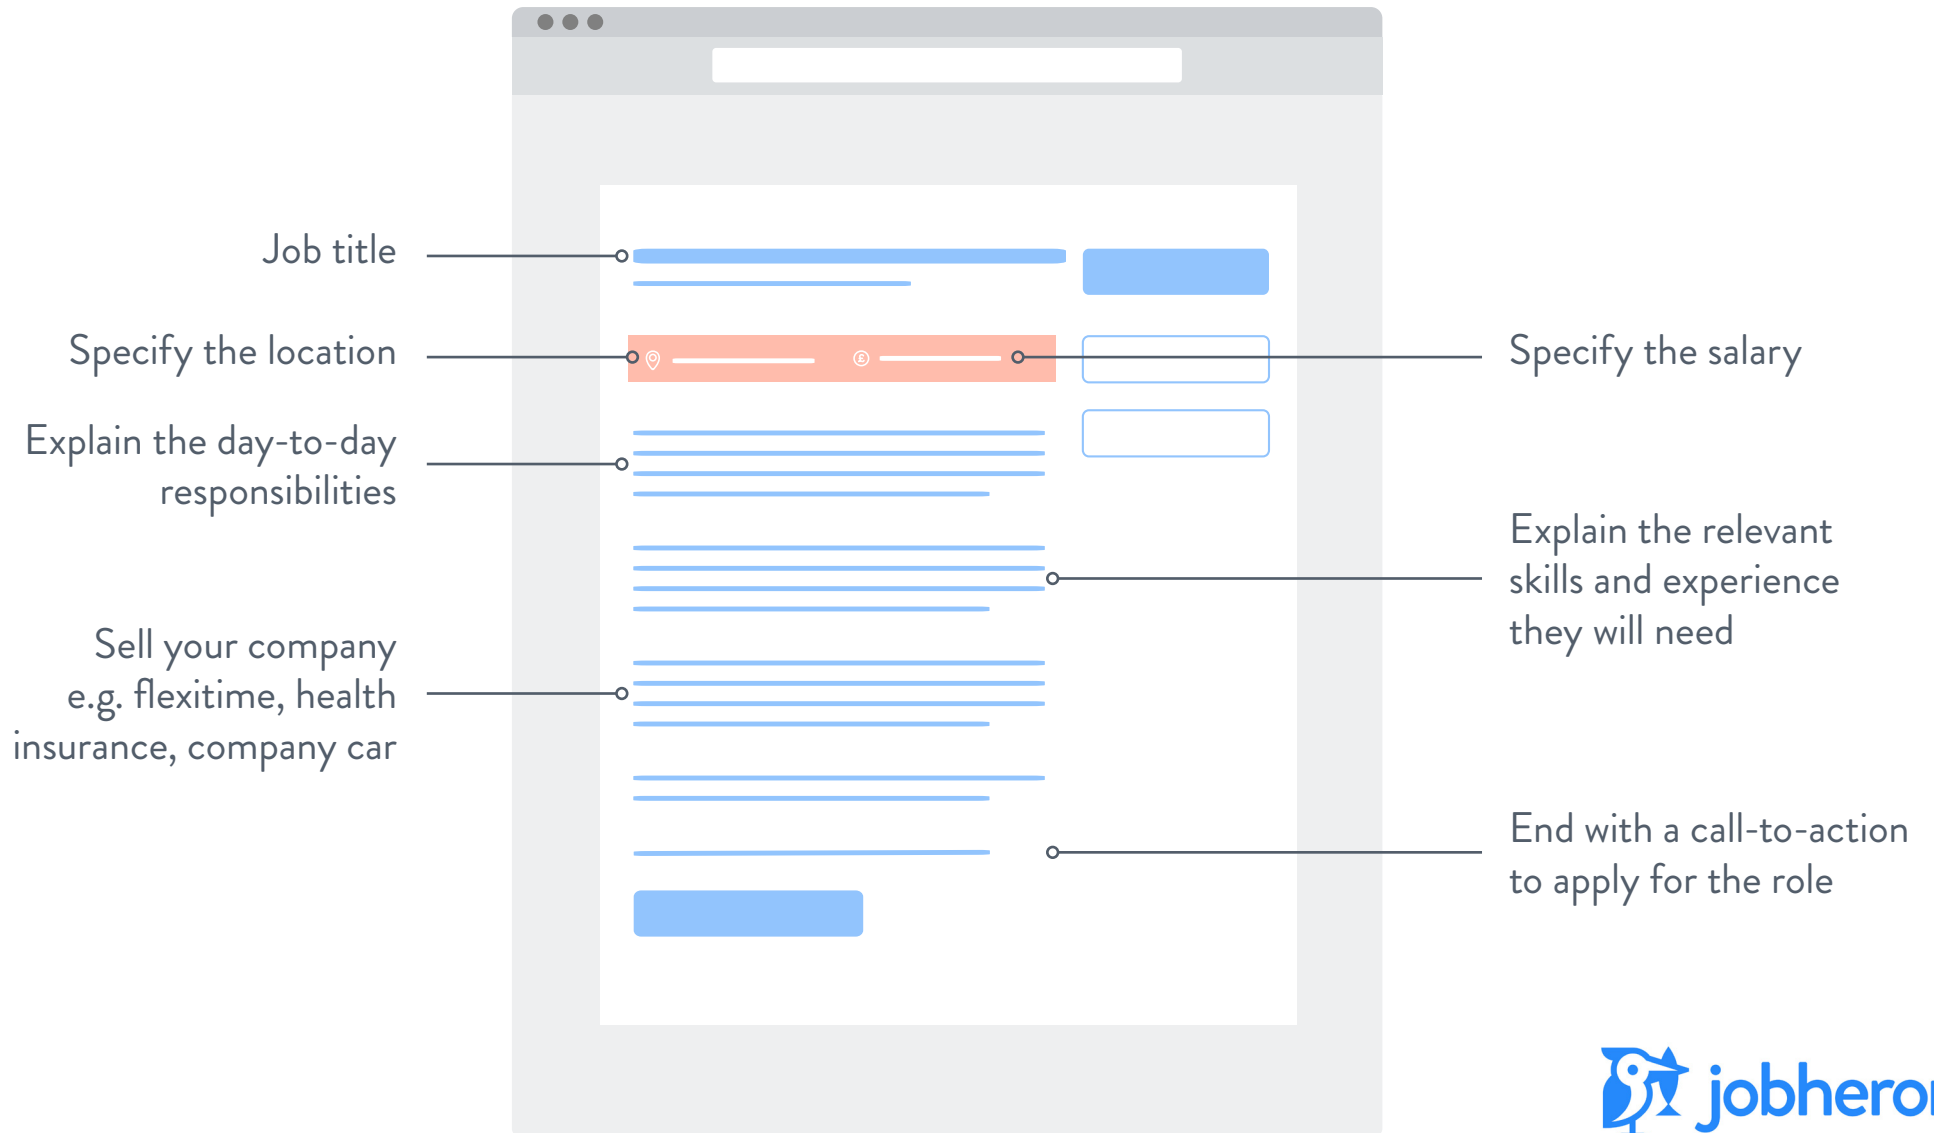 Job title
Specify the location
£
Specify the salary
Explain the day-to-day
responsibilities
Explain the relevant
skills and experience
they will need
Sell your company
e.g. flexitime, health
insurance, company car
End with a call-to-action
to apply for the role
jobheron